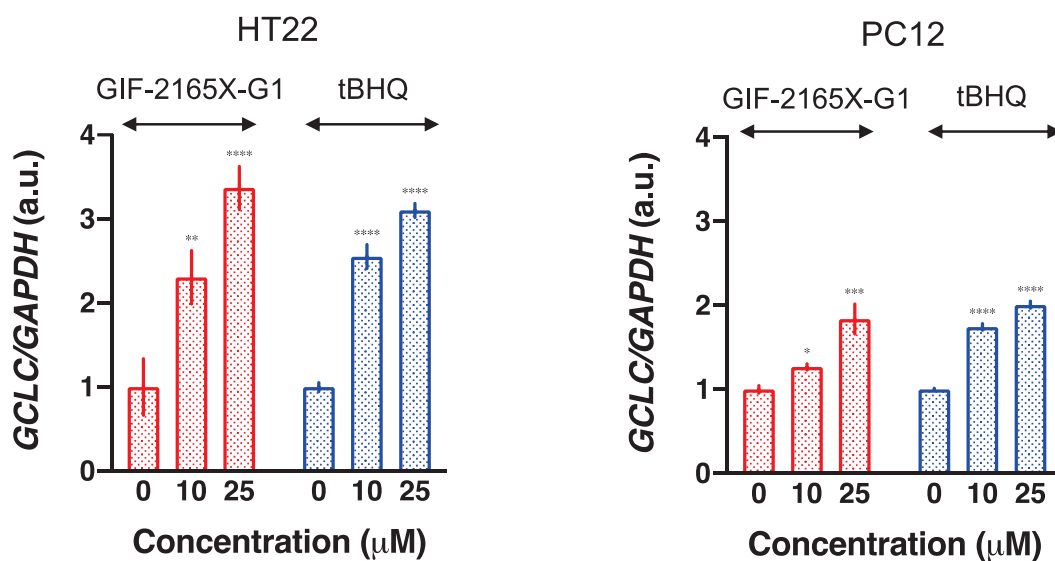 HT22
GIF-2165X-G1 tBHQ
GCLC/GAPDH (a.u.)
4
3
2
1
0
** **** **** ****
0 10 25 0 10 25
Concentration (μM)
PC12
GIF-2165X-G1 tBHQ
GCLC/GAPDH (a.u.)
4
3
2
1
0
* *** **** ****
0 10 25 0 10 25
Concentration (μM)